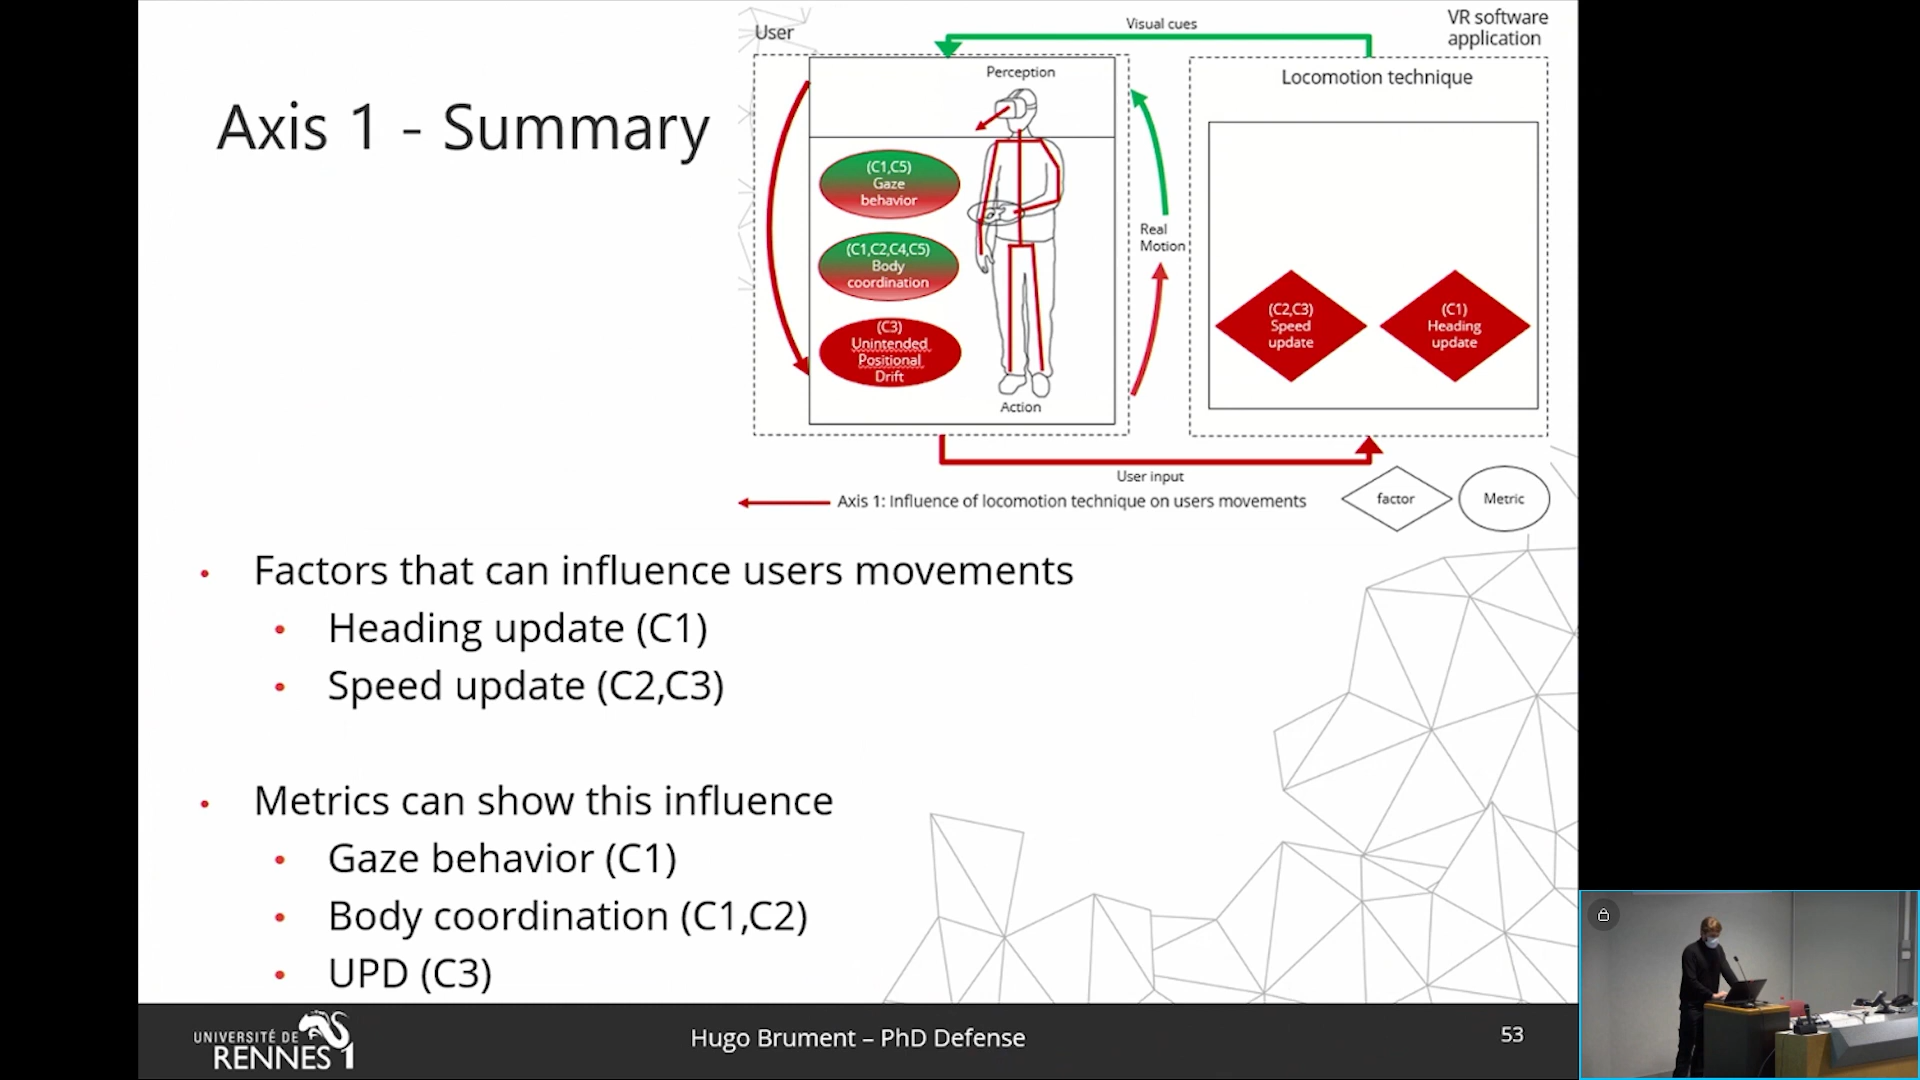 Axis 1 - Summary
User
Visual cues
VR software
application
Perception
Locomotion technique
(C1,C5)
Gaze
behavior
(C1,C2,C4,C5)
Body
coordination
(C3)
Unintended
Positional
Drift
Action
Real
Motion
(C2,C3)
Speed
update
(C1)
Heading
update
User input
Axis 1: Influence of locomotion technique on users movements
factor
Metric
• Factors that can influence users movements
• Heading update (C1)
• Speed update (C2,C3)
• Metrics can show this influence
• Gaze behavior (C1)
• Body coordination (C1,C2)
• UPD (C3)
UNIVERSITÉ DE
RENNES 1
Hugo Brument – PhD Defense
53